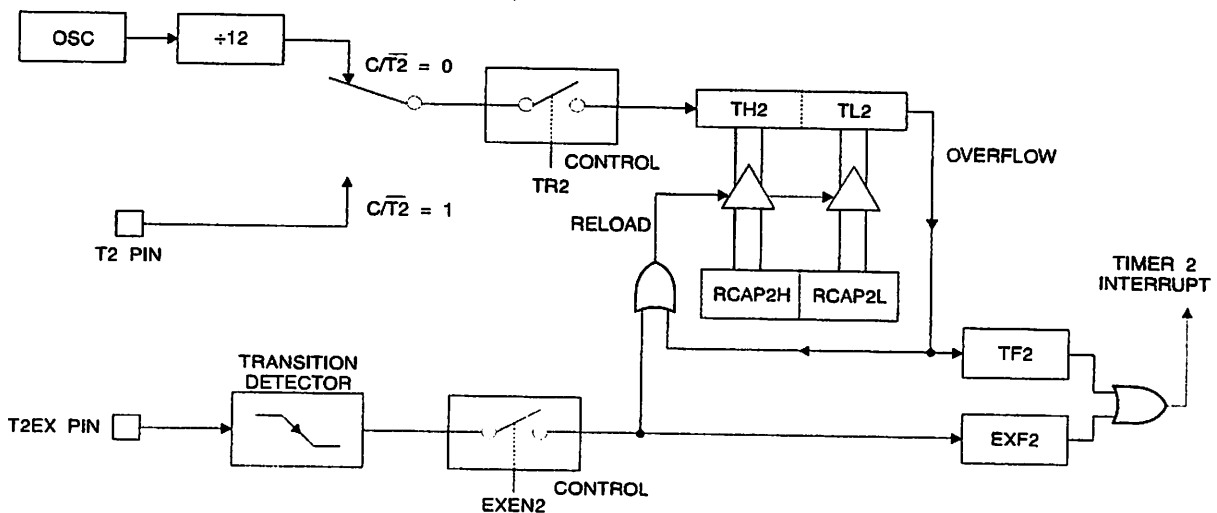 OSC
÷12
C/T2̅ = 0
TH2
TL2
OVERFLOW
CONTROL
TR2
C/T2̅ = 1
T2 PIN
RELOAD
RCAP2H
RCAP2L
TIMER 2
INTERRUPT
TRANSITION
DETECTOR
TF2
T2EX PIN
EXF2
CONTROL
EXEN2